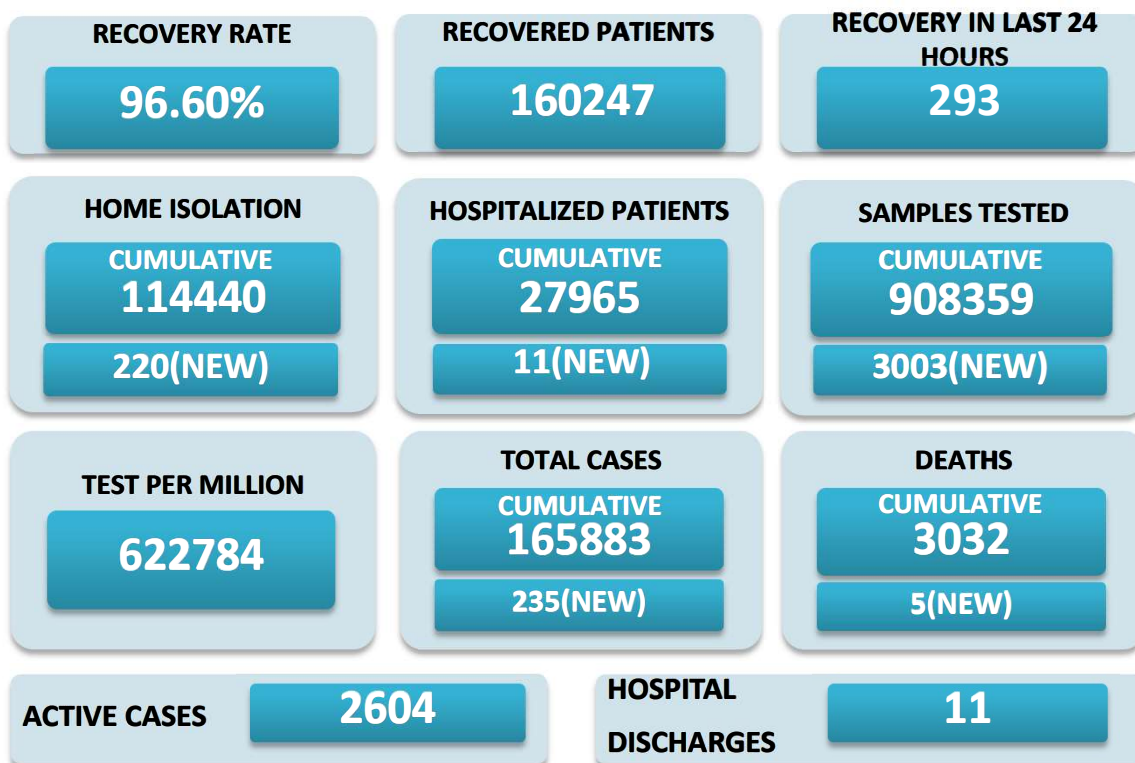 RECOVERY RATE
96.60%
RECOVERED PATIENTS
160247
RECOVERY IN LAST 24
HOURS
293
HOME ISOLATION
CUMULATIVE
114440
220(NEW)
HOSPITALIZED PATIENTS
CUMULATIVE
27965
11(NEW)
SAMPLES TESTED
CUMULATIVE
908359
3003(NEW)
TEST PER MILLION
622784
TOTAL CASES
CUMULATIVE
165883
235(NEW)
DEATHS
CUMULATIVE
3032
5(NEW)
ACTIVE CASES
2604
HOSPITAL
DISCHARGES
11